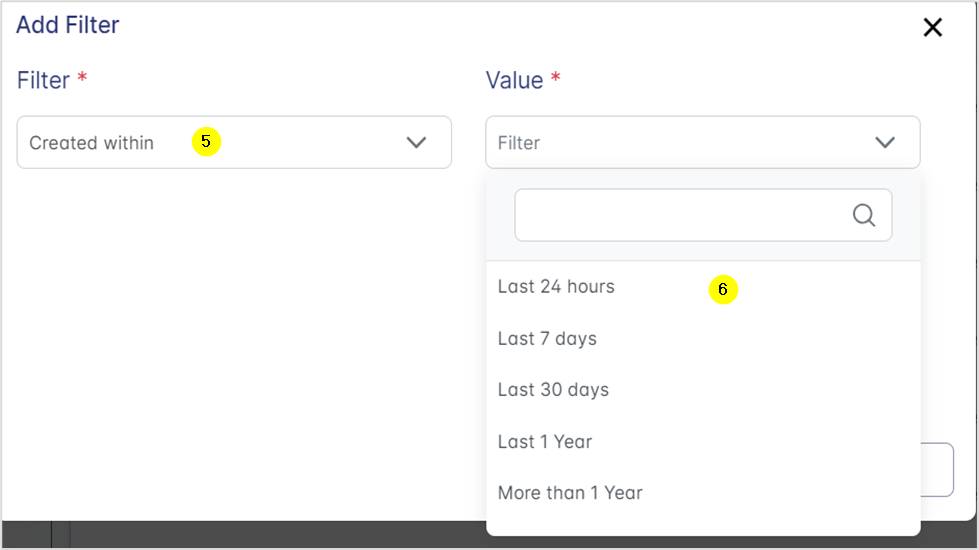 Add Filter
Filter *
Value *
Created within
5
Filter
Last 24 hours
6
Last 7 days
Last 30 days
Last 1 Year
More than 1 Year